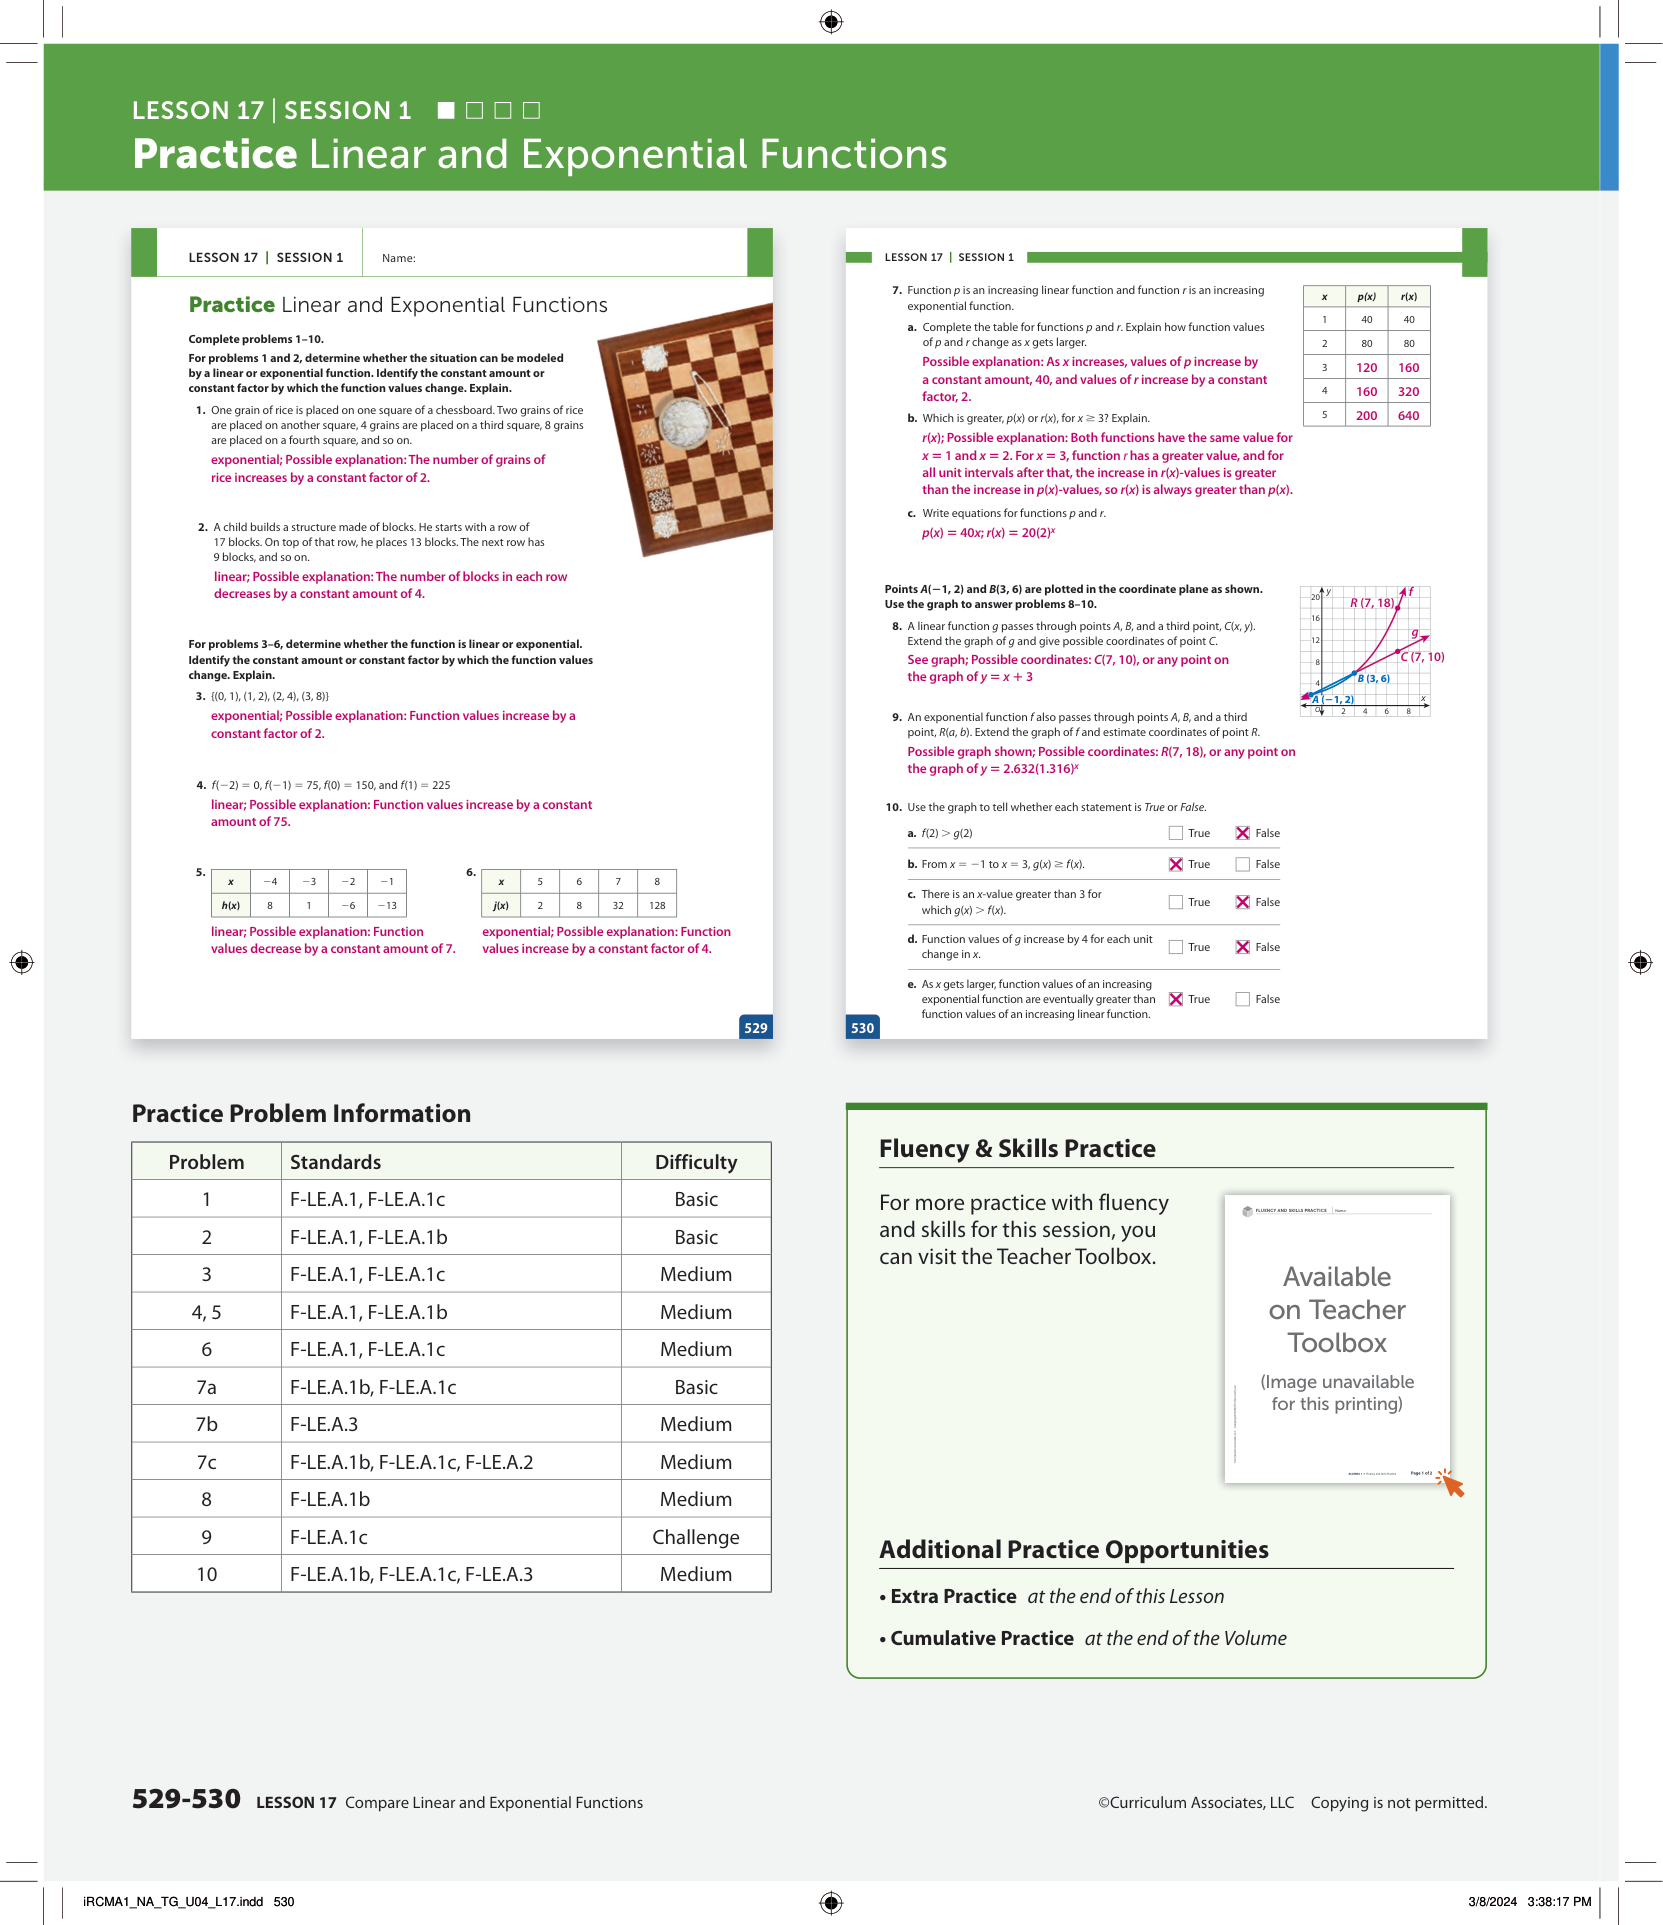 LESSON 17 | SESSION 1
Practice Linear and Exponential Functions
LESSON 17 | SESSION 1
Name:
Practice Linear and Exponential Functions
Complete problems 1–10.
For problems 1 and 2, determine whether the situation can be modeled
by a linear or exponential function. Identify the constant amount or
constant factor by which the function values change. Explain.
1. One grain of rice is placed on one square of a chessboard. Two grains of rice
are placed on another square, 4 grains are placed on a third square, 8 grains
are placed on a fourth square, and so on.
exponential; Possible explanation: The number of grains of
rice increases by a constant factor of 2.
2. A child builds a structure made of blocks. He starts with a row of
17 blocks. On top of that row, he places 13 blocks. The next row has
9 blocks, and so on.
linear; Possible explanation: The number of blocks in each row
decreases by a constant amount of 4.
For problems 3–6, determine whether the function is linear or exponential.
Identify the constant amount or constant factor by which the function values
change. Explain.
3. {(0, 1), (1, 2), (2, 4), (3, 8)}
exponential; Possible explanation: Function values increase by a
constant factor of 2.
4. f(−2) = 0, f(−1) = 75, f(0) = 150, and f(1) = 225
linear; Possible explanation: Function values increase by a constant
amount of 75.
5.
x −4 −3 −2 −1
h(x) 8 1 −6 −13
linear; Possible explanation: Function
values decrease by a constant amount of 7.
6.
x 5 6 7 8
j(x) 2 8 32 128
exponential; Possible explanation: Function
values increase by a constant factor of 4.
529
LESSON 17 | SESSION 1
7. Function p is an increasing linear function and function r is an increasing
exponential function.
a. Complete the table for functions p and r. Explain how function values
of p and r change as x gets larger.
Possible explanation: As x increases, values of p increase by
a constant amount, 40, and values of r increase by a constant
factor, 2.
x p(x) r(x)
1 40 40
2 80 80
3 120 160
4 160 320
5 200 640
b. Which is greater, p(x) or r(x), for x ≥ 3? Explain.
r(x); Possible explanation: Both functions have the same value for
x = 1 and x = 2. For x = 3, function r has a greater value, and for
all unit intervals after that, the increase in r(x)-values is greater
than the increase in p(x)-values, so r(x) is always greater than p(x).
c. Write equations for functions p and r.
p(x) = 40x; r(x) = 20(2)ˣ
Points A(−1, 2) and B(3, 6) are plotted in the coordinate plane as shown.
Use the graph to answer problems 8–10.
8. A linear function g passes through points A, B, and a third point, C(x, y).
Extend the graph of g and give possible coordinates of point C.
See graph; Possible coordinates: C(7, 10), or any point on
the graph of y = x + 3
y
f
20
R (7, 18)
16
12
g
8
C (7, 10)
4
B (3, 6)
A (−1, 2)
x
0 2 4 6 8
9. An exponential function f also passes through points A, B, and a third
point, R(a, b). Extend the graph of f and estimate coordinates of point R.
Possible graph shown; Possible coordinates: R(7, 18), or any point on
the graph of y = 2.632(1.316)ˣ
10. Use the graph to tell whether each statement is True or False.
a. f(2) > g(2) True False
b. From x = −1 to x = 3, g(x) ≥ f(x). True False
c. There is an x-value greater than 3 for
which g(x) > f(x). True False
d. Function values of g increase by 4 for each unit
change in x. True False
e. As x gets larger, function values of an increasing
exponential function are eventually greater than
function values of an increasing linear function. True False
530
Practice Problem Information
Problem Standards Difficulty
1 F-LE.A.1, F-LE.A.1c Basic
2 F-LE.A.1, F-LE.A.1b Basic
3 F-LE.A.1, F-LE.A.1c Medium
4, 5 F-LE.A.1, F-LE.A.1b Medium
6 F-LE.A.1, F-LE.A.1c Medium
7a F-LE.A.1b, F-LE.A.1c Basic
7b F-LE.A.3 Medium
7c F-LE.A.1b, F-LE.A.1c, F-LE.A.2 Medium
8 F-LE.A.1b Medium
9 F-LE.A.1c Challenge
10 F-LE.A.1b, F-LE.A.1c, F-LE.A.3 Medium
Fluency & Skills Practice
For more practice with fluency
and skills for this session, you
can visit the Teacher Toolbox.
FLUENCY AND SKILLS PRACTICE Name:
Available
on Teacher
Toolbox
(Image unavailable
for this printing)
Page 1 of 2
Additional Practice Opportunities
• Extra Practice at the end of this Lesson
• Cumulative Practice at the end of the Volume
529-530 LESSON 17 Compare Linear and Exponential Functions
©Curriculum Associates, LLC Copying is not permitted.
iRCMA1_NA_TG_U04_L17.indd 530
3/8/2024 3:38:17 PM